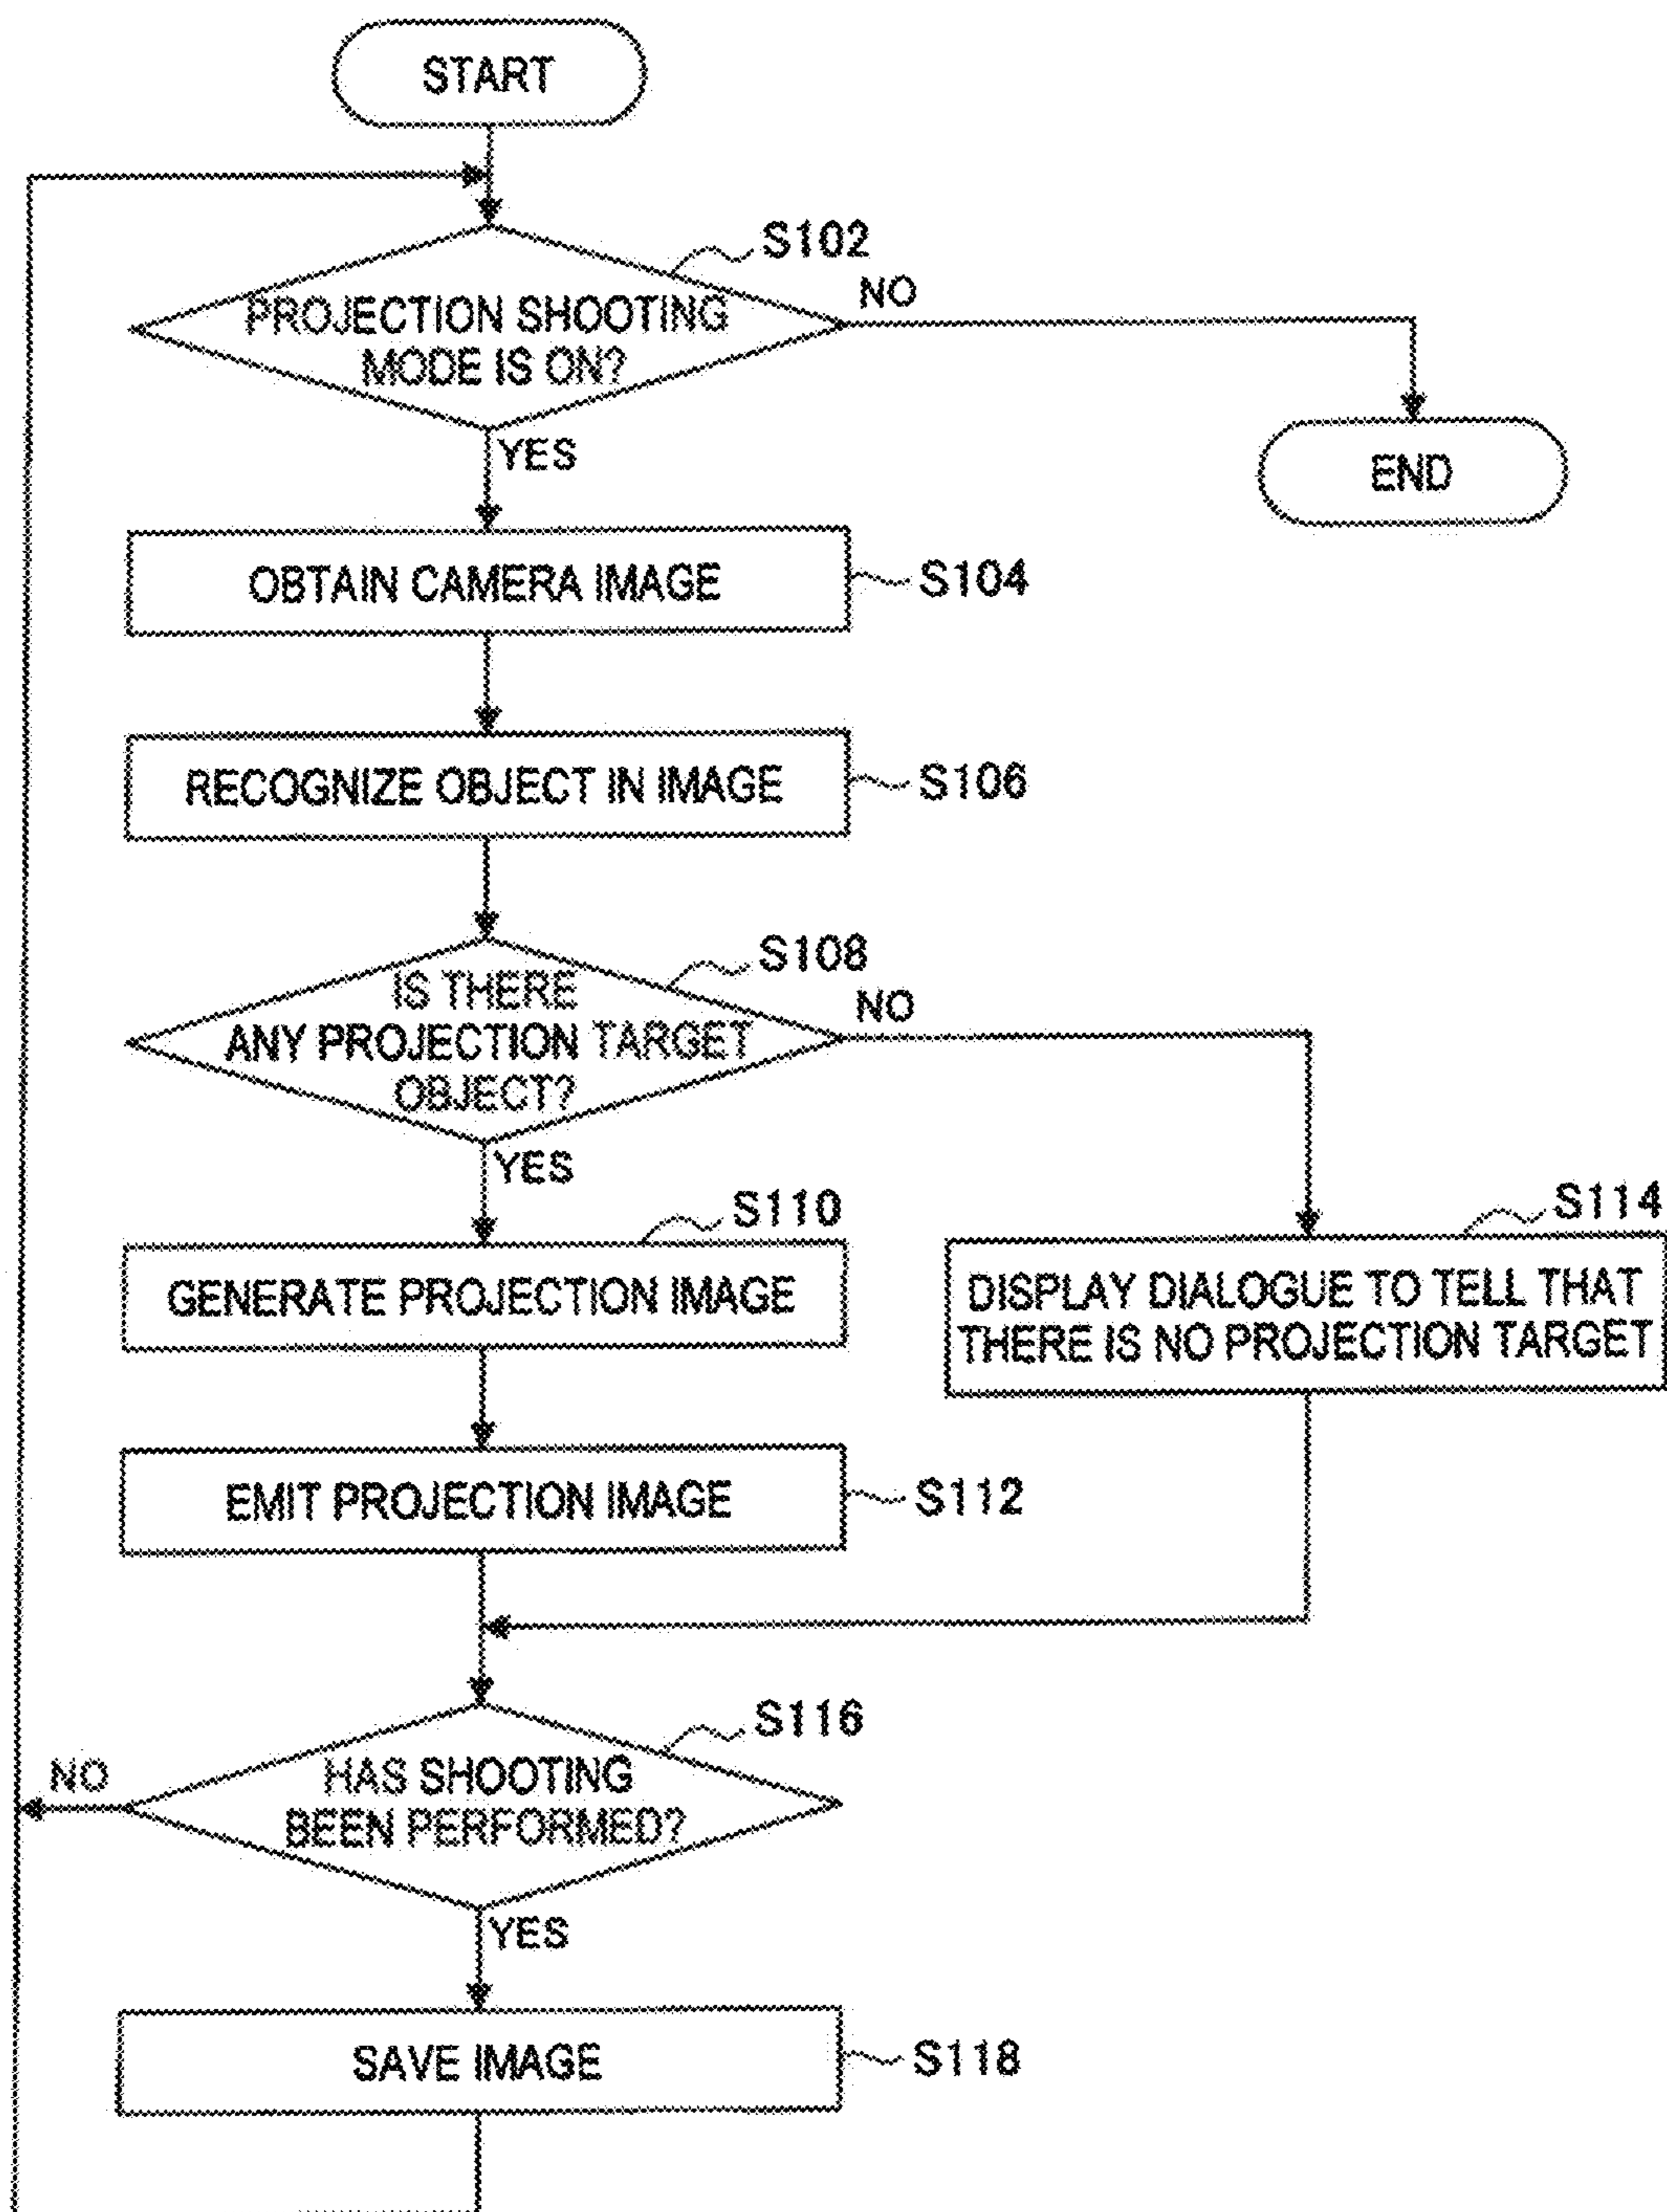 START
S102
PROJECTION SHOOTING
MODE IS ON?
NO
YES
END
OBTAIN CAMERA IMAGE
S104
RECOGNIZE OBJECT IN IMAGE
S106
S108
IS THERE
ANY PROJECTION TARGET
OBJECT?
NO
YES
S110
GENERATE PROJECTION IMAGE
S114
DISPLAY DIALOGUE TO TELL THAT
THERE IS NO PROJECTION TARGET
EMIT PROJECTION IMAGE
S112
S116
HAS SHOOTING
BEEN PERFORMED?
NO
YES
SAVE IMAGE
S118